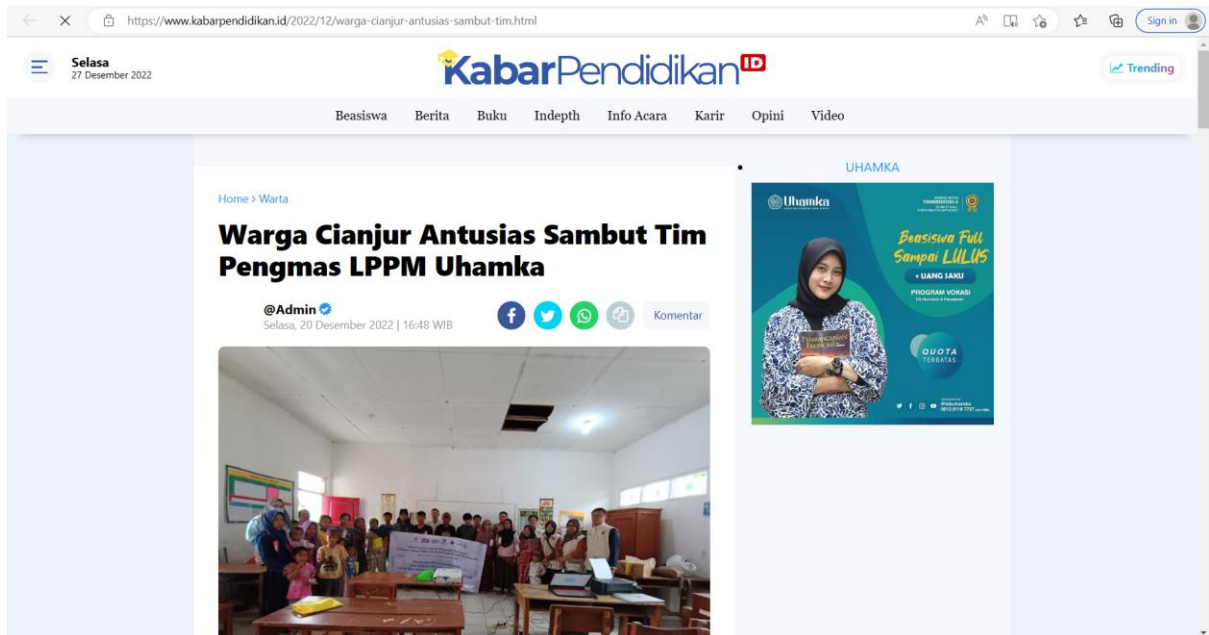 https://www.kabarpendidikan.id/2022/12/warga-cianjur-antusias-sambut-tim.html
Sign in
Selasa
27 Desember 2022
KabarPendidikan ID
Trending
Beasiswa Berita Buku Indepth Info Acara Karir Opini Video
Home > Warta
Warga Cianjur Antusias Sambut Tim
Pengmas LPPM Uhamka
@Admin
Selasa, 20 Desember 2022 | 16:48 WIB
Komentar
UHAMKA
Uhamka
Beasiswa Full
Sampai LULUS
+ UANG SAKU
PROGRAM VOKASI
QUOTA
TERBATAS